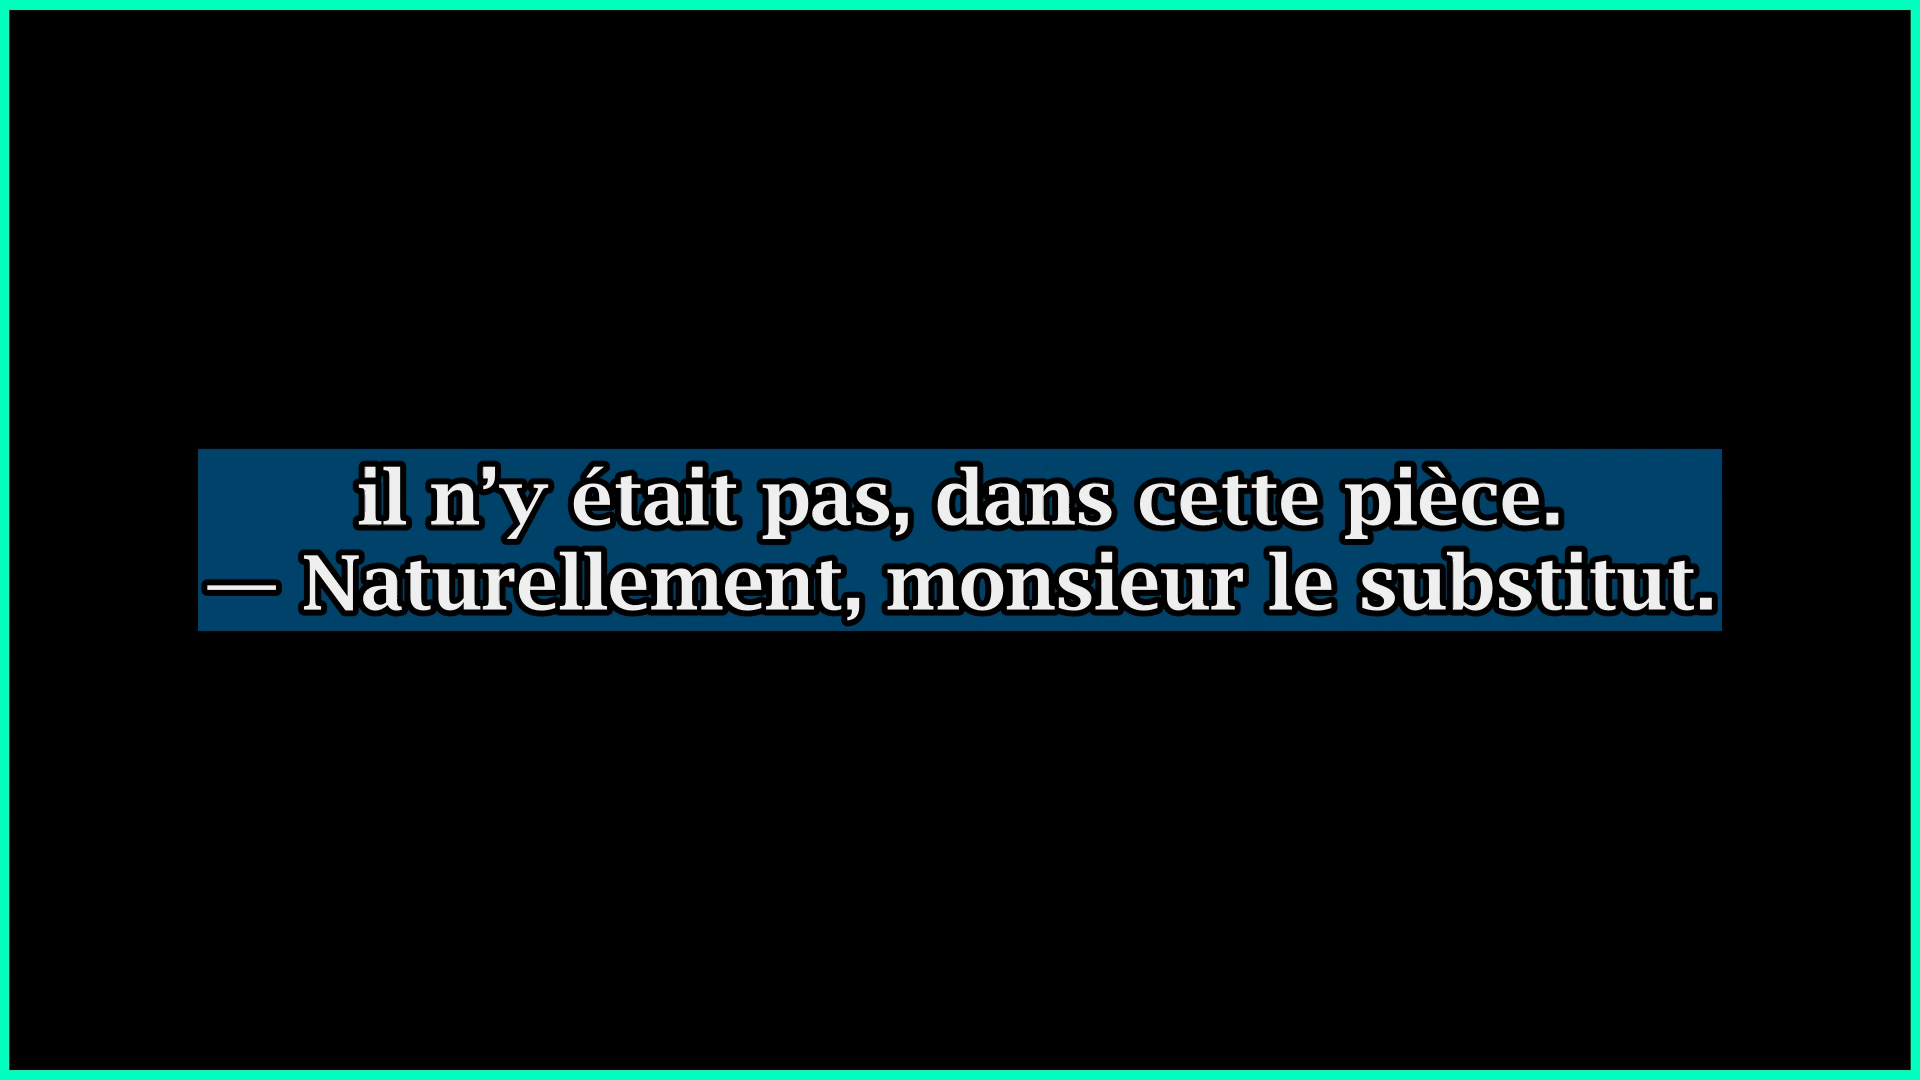 il n’y était pas, dans cette pièce.
— Naturellement, monsieur le substitut.